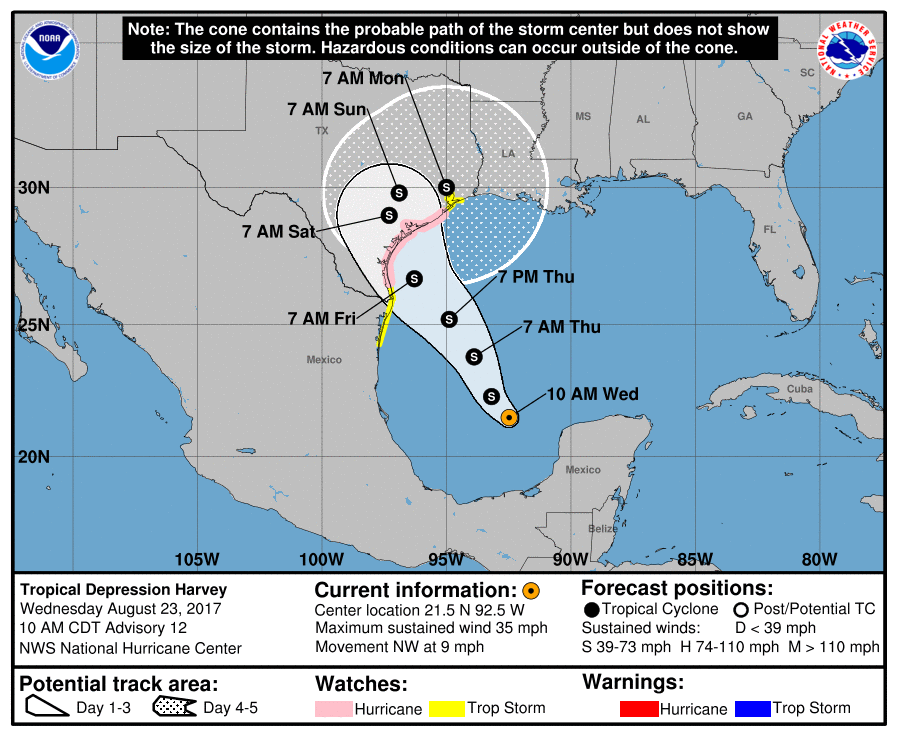 Note: The cone contains the probable path of the storm center but does not show
the size of the storm. Hazardous conditions can occur outside of the cone.
NOAA
NATIONAL WEATHER SERVICE
7 AM Mon
SC
7 AM Sun
MS
AL
GA
TX
LA
30N
S
S
S
7 AM Sat
FL
7 PM Thu
S
7 AM Fri
S
25N
7 AM Thu
Mexico
S
Cuba
10 AM Wed
S
20N
Mexico
Belize
105W
100W
95W
90W
85W
80W
Tropical Depression Harvey
Wednesday August 23, 2017
10 AM CDT Advisory 12
NWS National Hurricane Center
Current information:
Center location 21.5 N 92.5 W
Maximum sustained wind 35 mph
Movement NW at 9 mph
Forecast positions:
Tropical Cyclone Post/Potential TC
Sustained winds: D < 39 mph
S 39-73 mph H 74-110 mph M > 110 mph
Potential track area:
Day 1-3 Day 4-5
Watches:
Hurricane Trop Storm
Warnings:
Hurricane Trop Storm